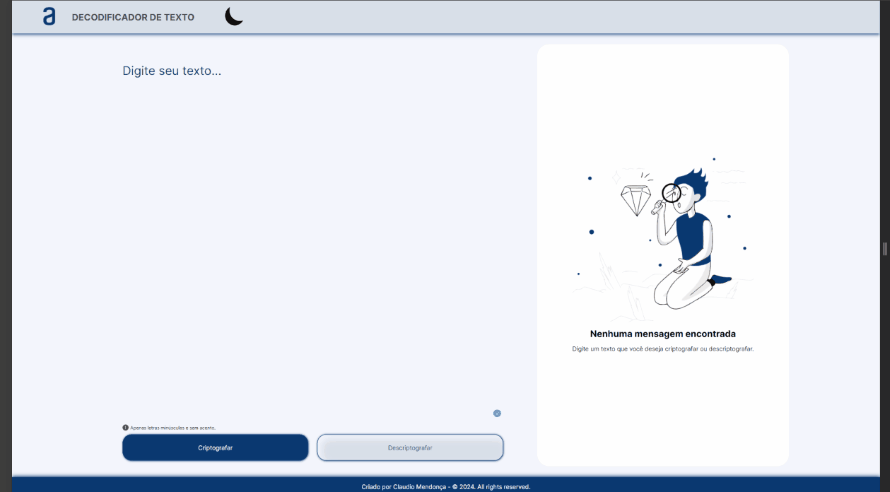 a DECODIFICADOR DE TEXTO
Digite seu texto...
Nenhuma mensagem encontrada
Digite um texto que você deseja criptografar ou descriptografar.
Apenas letras minúsculas e sem acento.
Criptografar
Descriptografar
Criado por Claudio Mendonça - © 2024. All rights reserved.